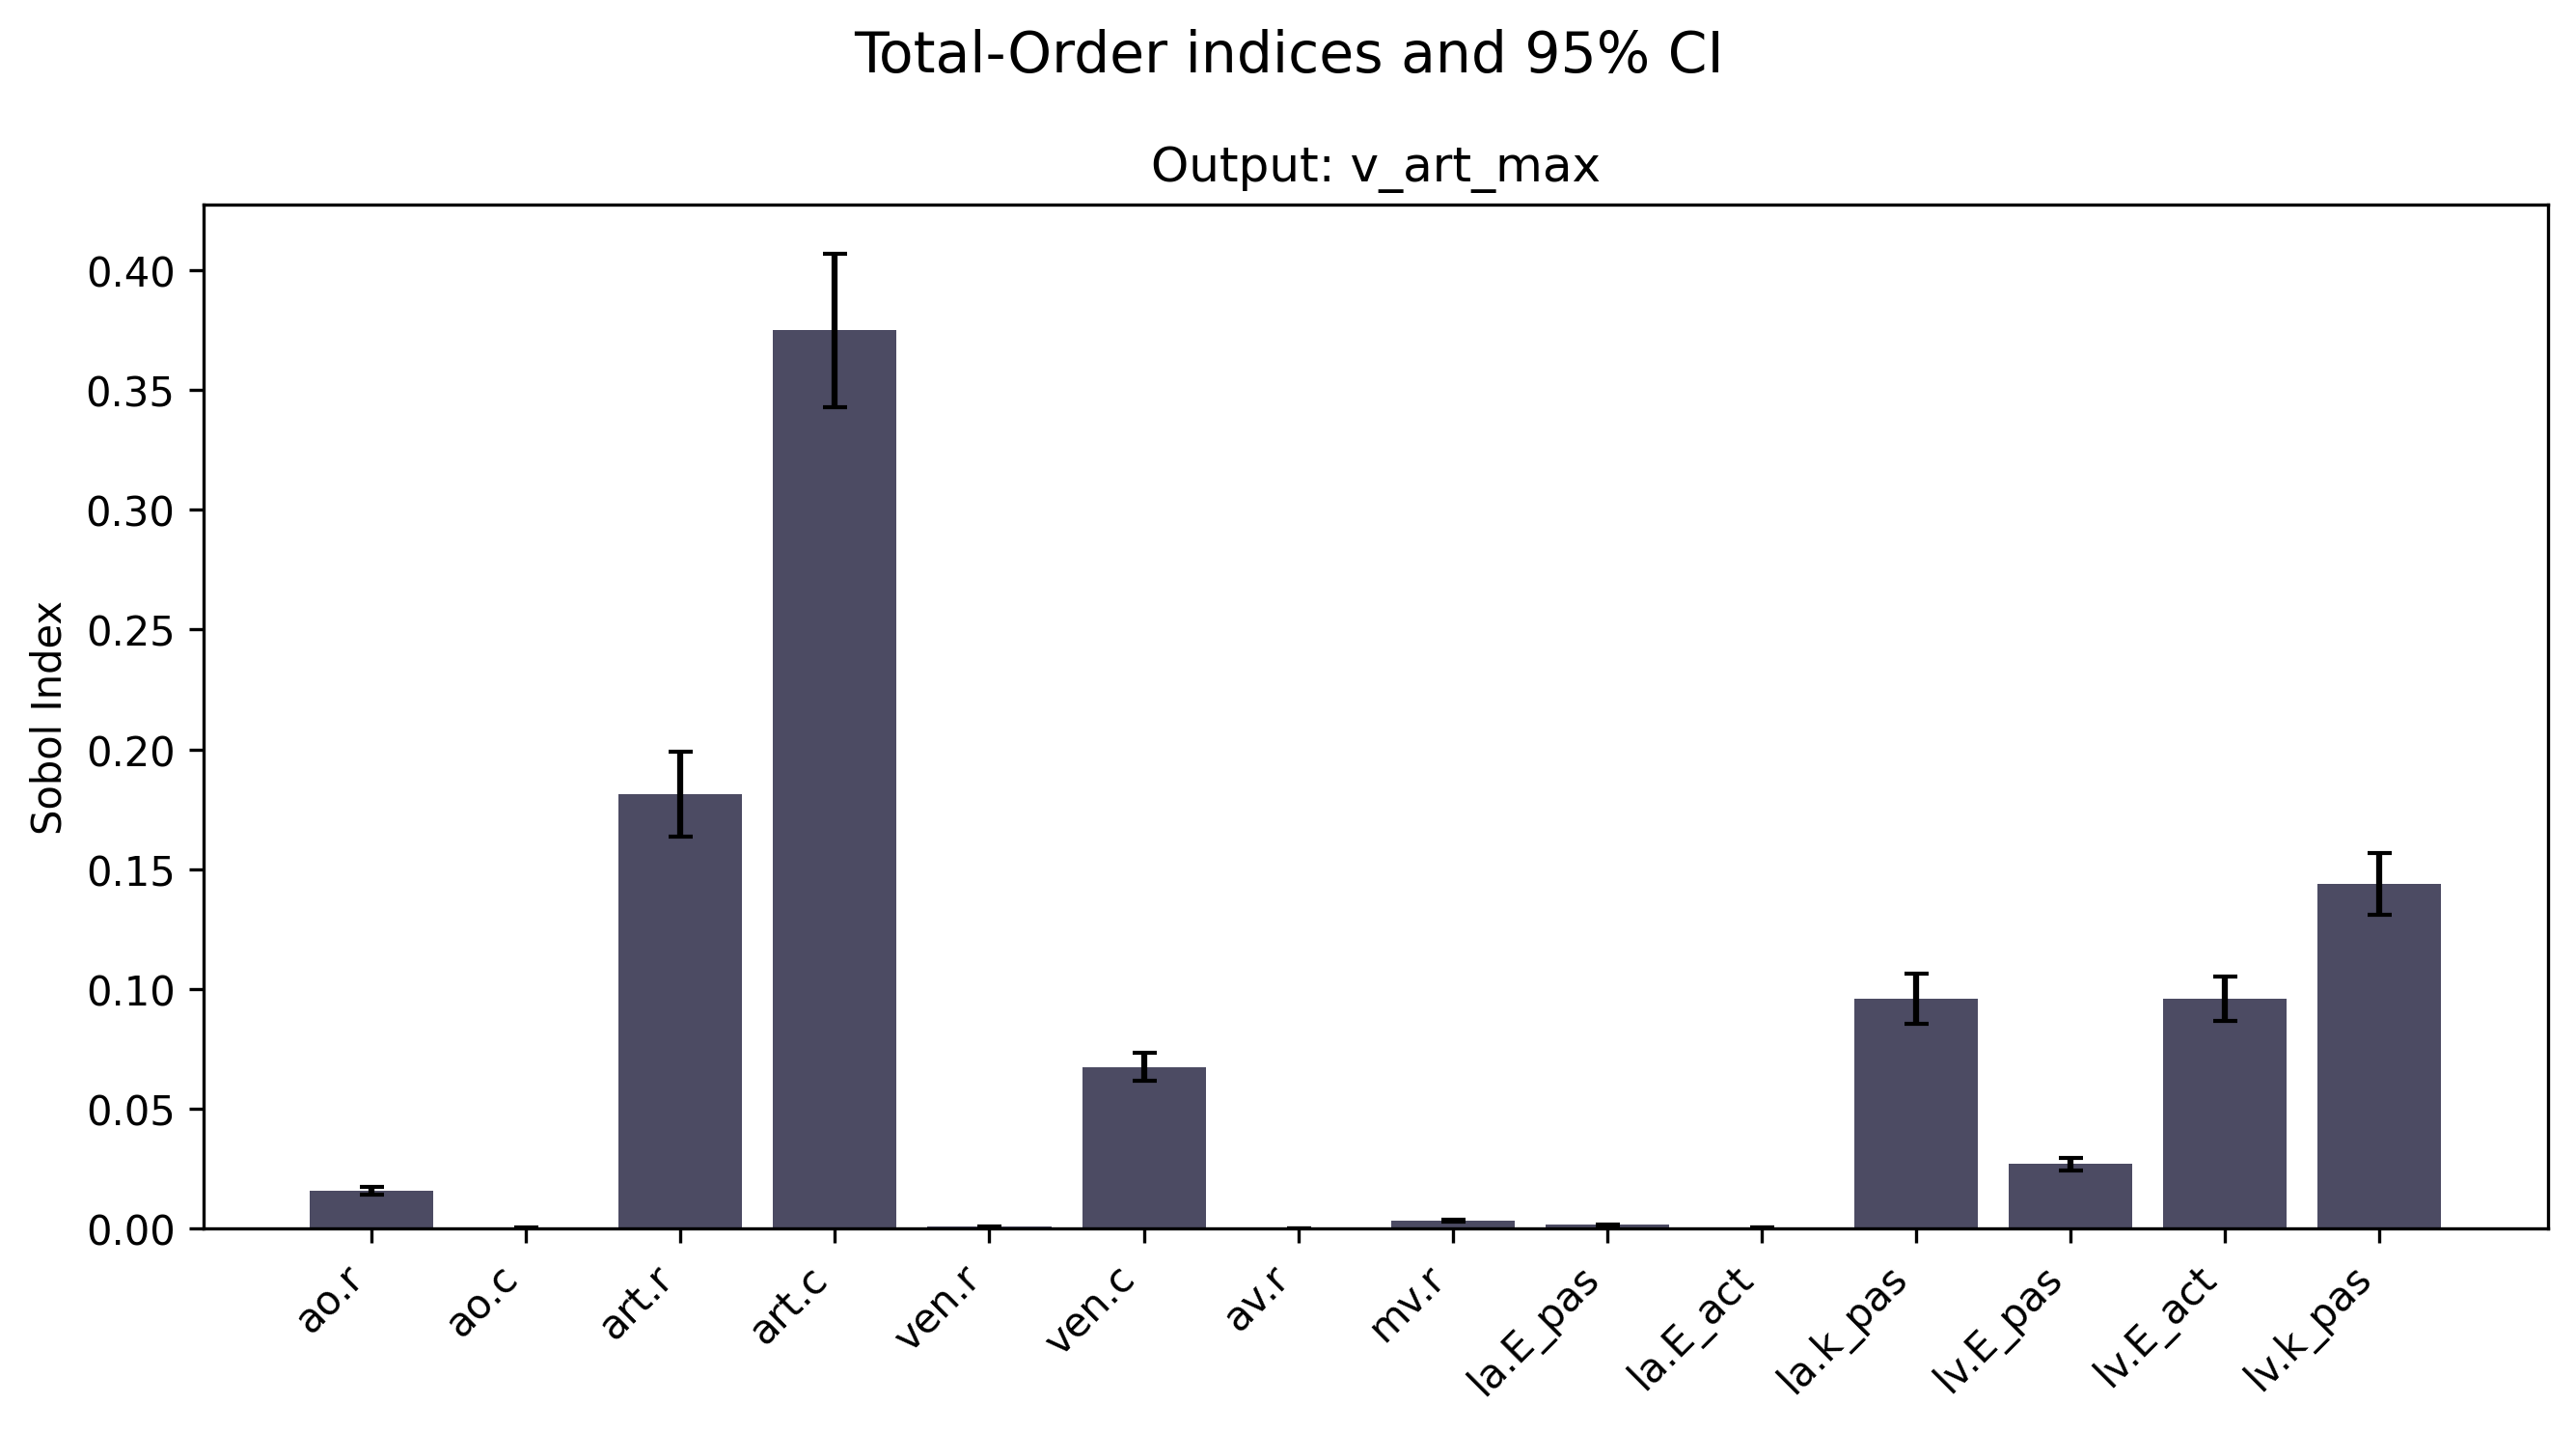 Total-Order indices and 95% CI
Output: v_art_max
Sobol Index
0.40
0.35
0.30
0.25
0.20
0.15
0.10
0.05
0.00
ao.r
ao.c
art.r
art.c
ven.r
ven.c
av.r
mv.r
la.E_pas
la.E_act
la.k_pas
lv.E_pas
lv.E_act
lv.k_pas